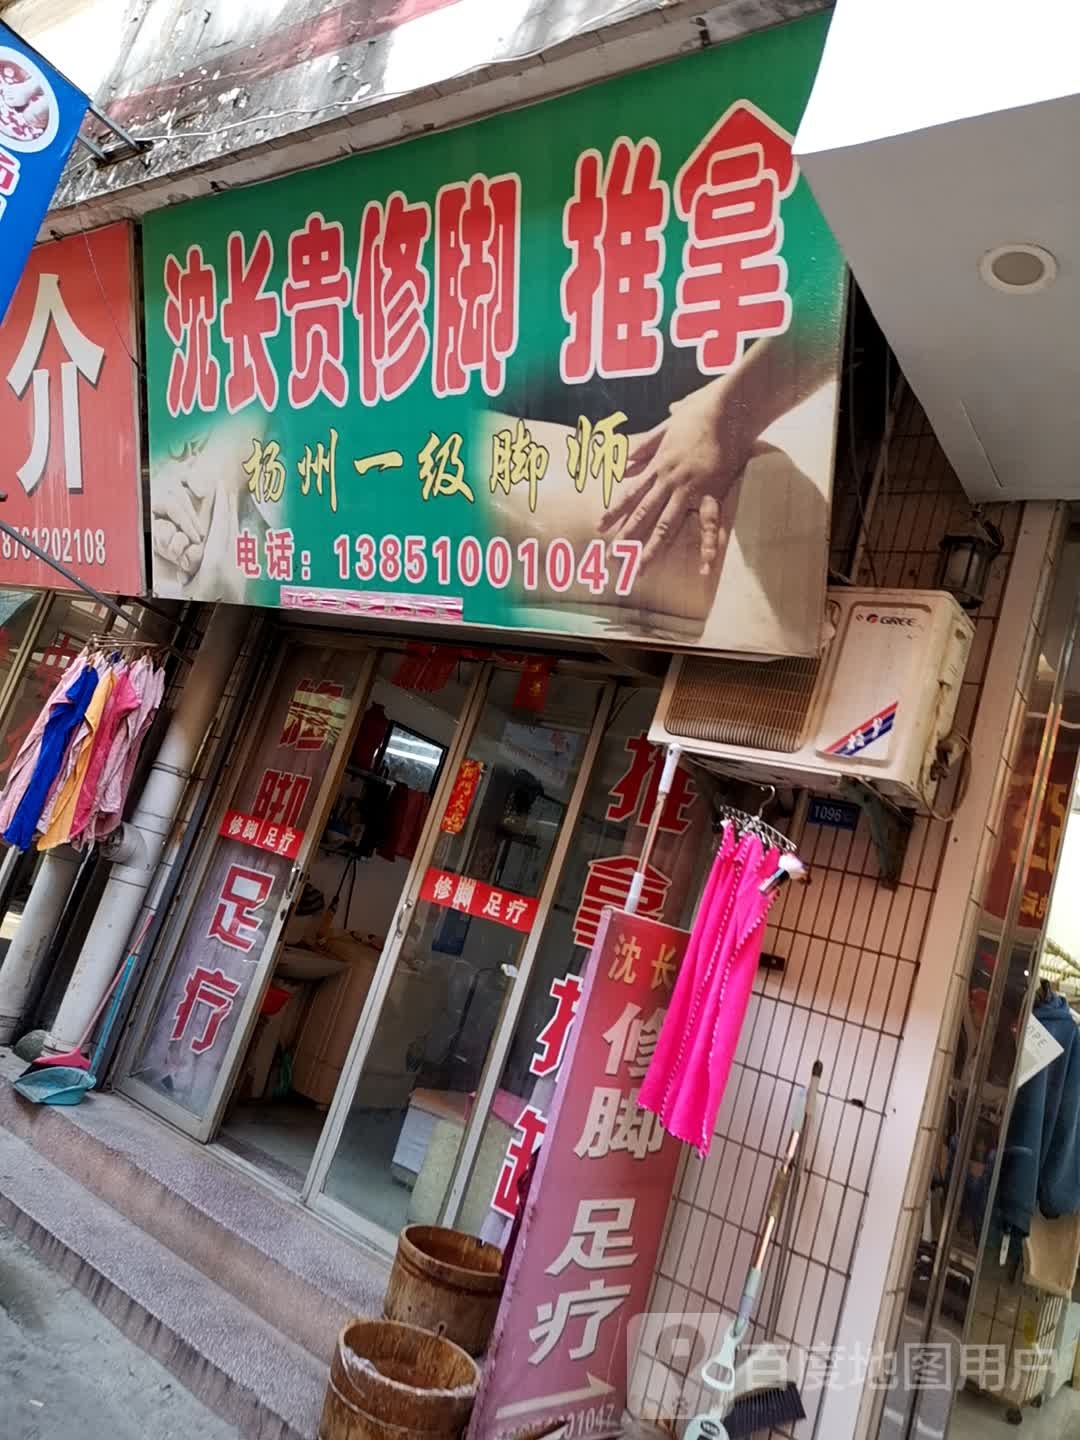 沈长贵修脚 推拿
扬州一级脚师
电话：13851001047
介
8761202108
GREE
1096
修脚
足疗
修脚 足疗
修脚 足疗
推拿
沈长
修脚 足疗
百度地图用户